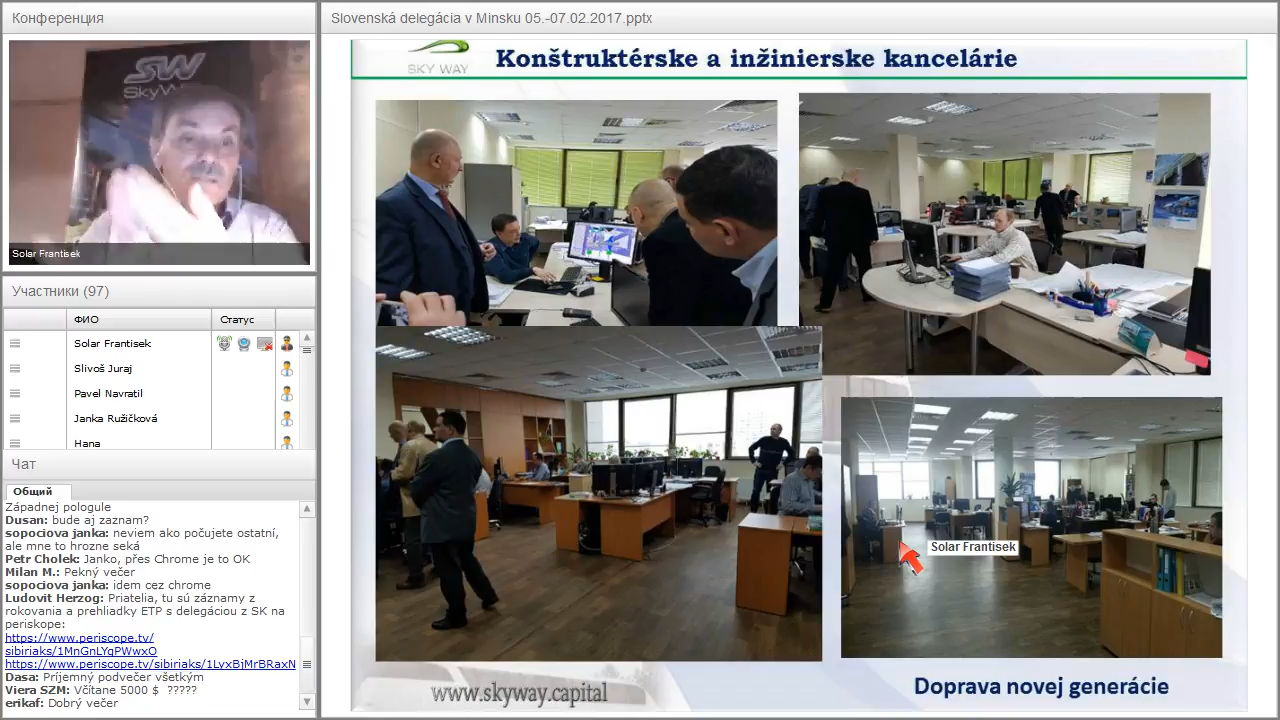 Конференция
SW
Solar Frantisek
Участники (97)
ФИО
Статус
Solar Frantisek
Slivoš Juraj
Pavel Navratil
Janka Ružičková
Hana
Чат
Общий
Západnej pologule
Dusan: bude aj zaznam?
sopociova janka: neviem ako počujete ostatní,
ale mne to hrozne seká
Petr Cholek: Janko, přes Chrome je to OK
Milan M.: Pekný večer
sopociova janka: idem cez chrome
Ludovit Herzog: Priatelia, tu sú záznamy z
rokovania a prehliadky ETP s delegáciou z SK na
periskope:
https://www.periscope.tv/
sibiriaks/1MnGnLYqPWwxO
https://www.periscope.tv/sibiriaks/1LyxBjMrBRaxN
Dasa: Príjemný podvečer všetkým
Viera SZM: Včítane 5000 $ ?????
erikaf: Dobrý večer
Slovenská delegácia v Minsku 05.-07.02.2017.pptx
SKY WAY
Konštruktérske a inžinierske kancelárie
Solar Frantisek
www.skyway.capital
Doprava novej generácie